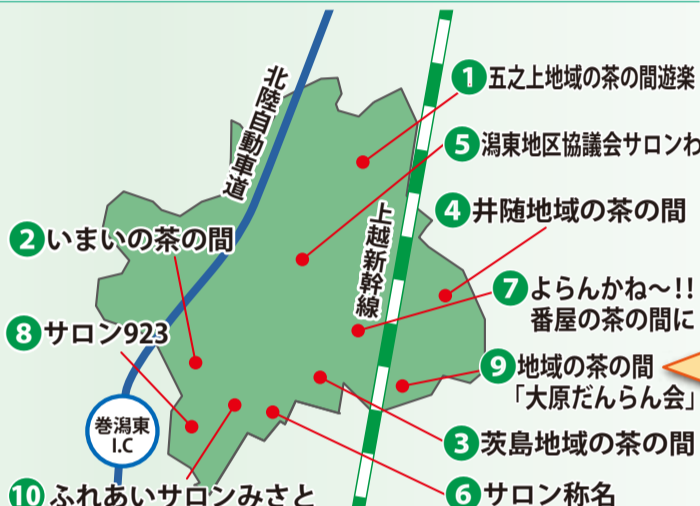 北陸自動車道
上越新幹線
1 五之上地域の茶の間遊楽
5 潟東地区協議会サロンわ
4 井随地域の茶の間
2 いまいの茶の間
7 よらんかね～!!
番屋の茶の間に
8 サロン923
9 地域の茶の間
「大原だんらん会」
巻潟東
I.C
3 茨島地域の茶の間
10 ふれあいサロンみさと
6 サロン称名